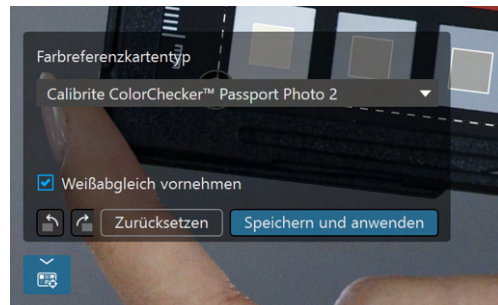 Farbreferenzkartentyp
Calibrite ColorChecker™ Passport Photo 2
Weißabgleich vornehmen
Zurücksetzen Speichern und anwenden